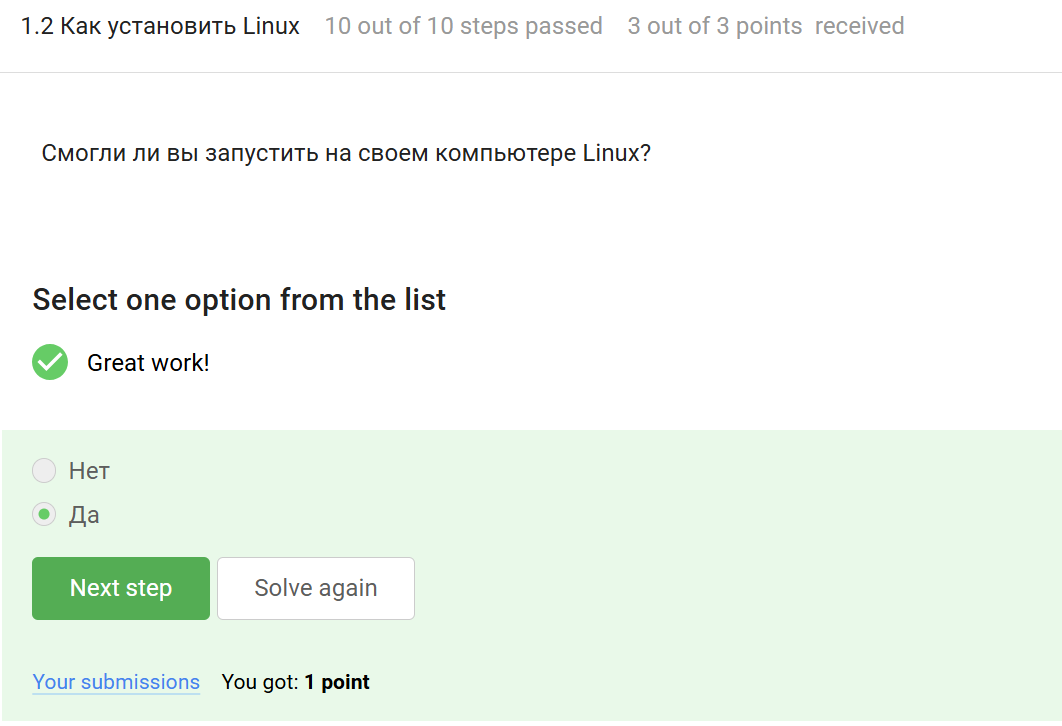 1.2 Как установить Linux 10 out of 10 steps passed 3 out of 3 points received
Смогли ли вы запустить на своем компьютере Linux?
Select one option from the list
Great work!
Нет
Да
Next step Solve again
Your submissions You got: 1 point